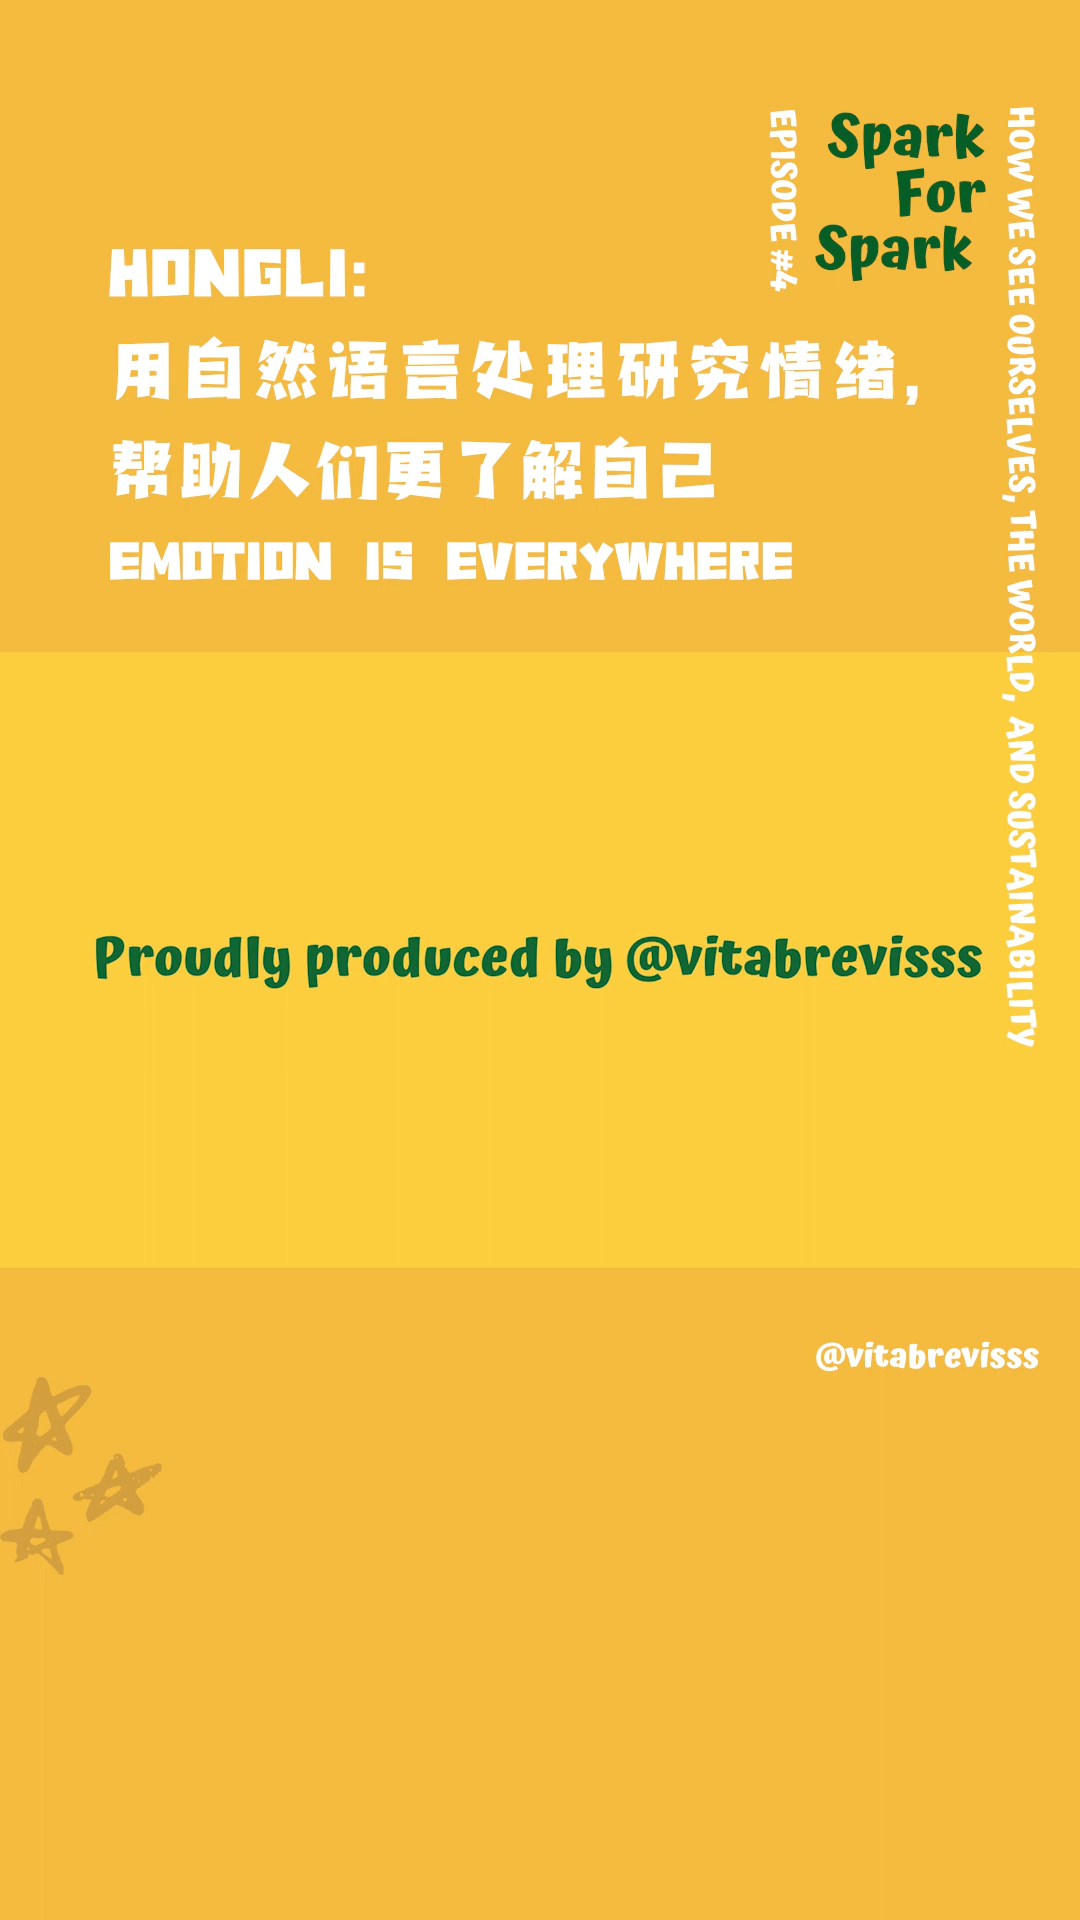 EPISODE #4
Spark
For
Spark
HOW WE SEE OURSELVES, THE WORLD, AND SUSTAINABILITY
HONGLI:
用自然语言处理研究情绪,
帮助人们更了解自己
EMOTION IS EVERYWHERE
Proudly produced by @vitabrevisss
@vitabrevisss